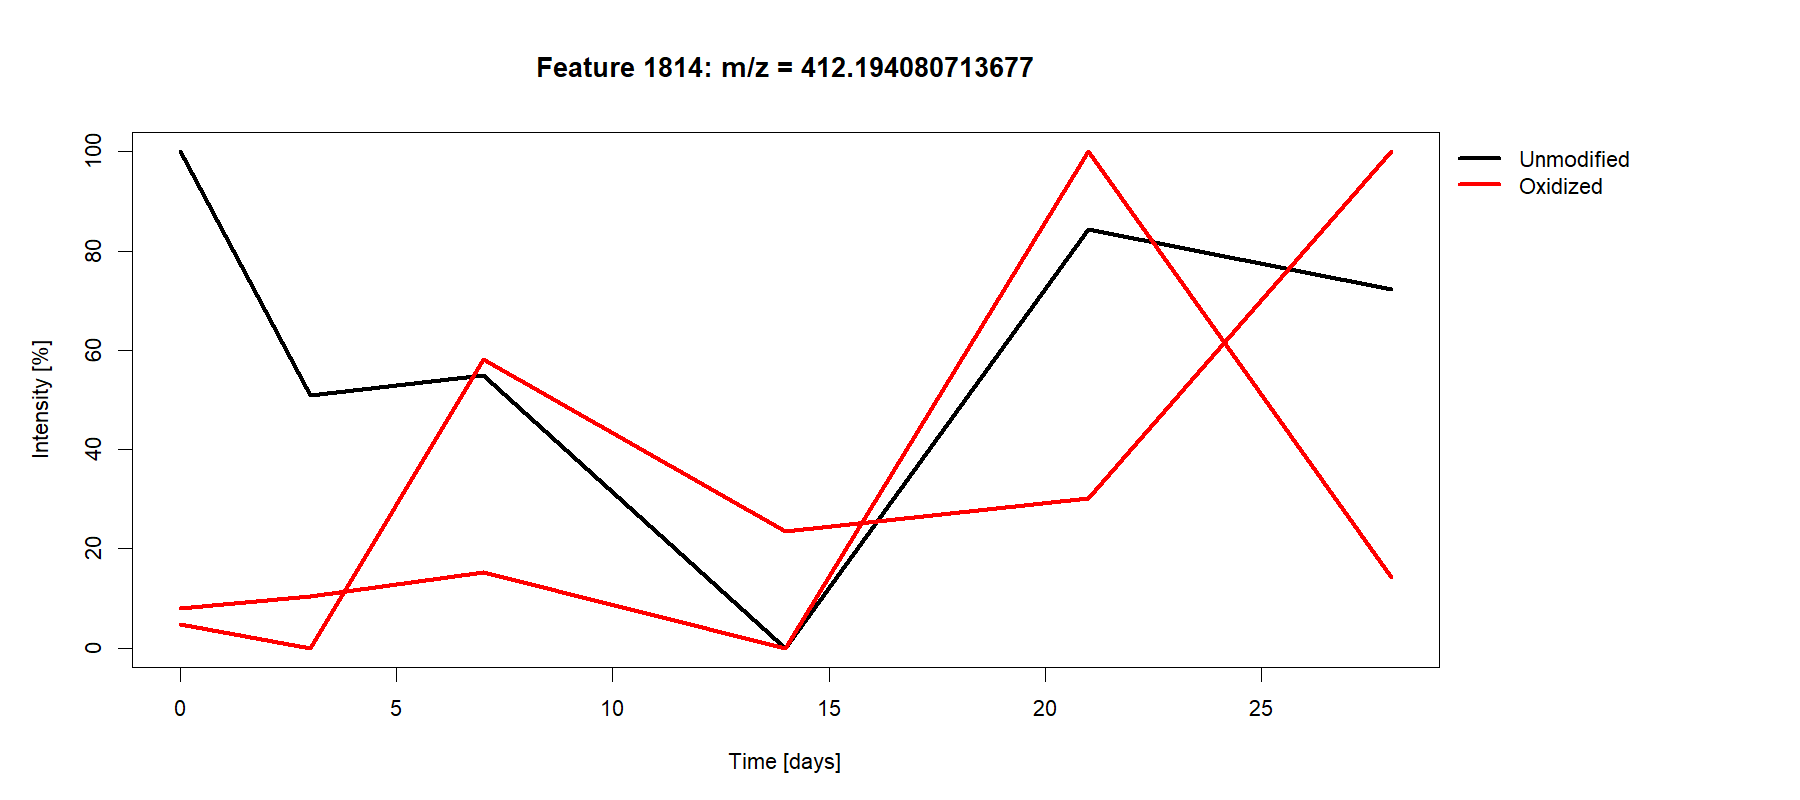 Feature 1814: m/z = 412.194080713677
Unmodified
Oxidized
100
80
60
40
20
0
Intensity [%]
0 5 10 15 20 25
Time [days]